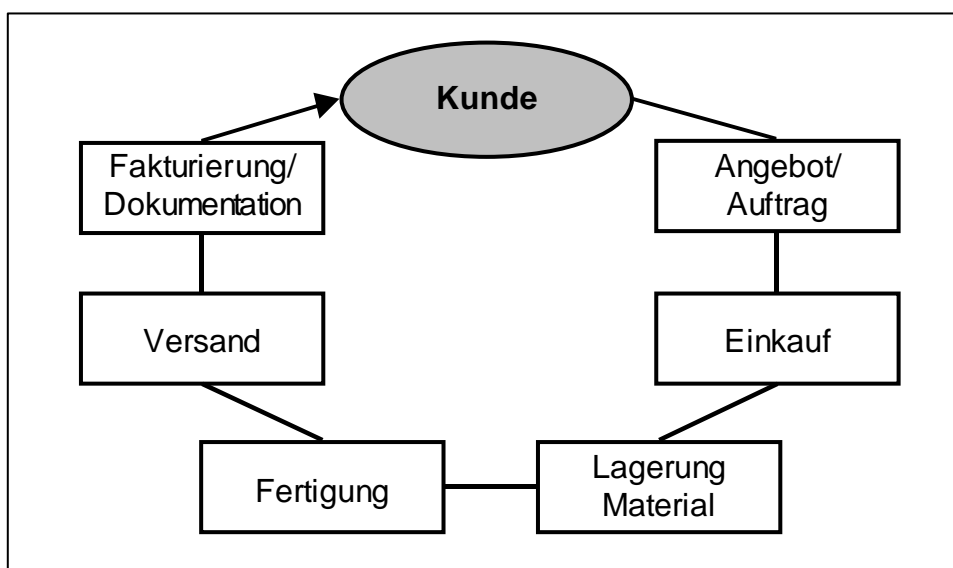 Kunde
Angebot/
Auftrag
Einkauf
Lagerung
Material
Fertigung
Versand
Fakturierung/
Dokumentation